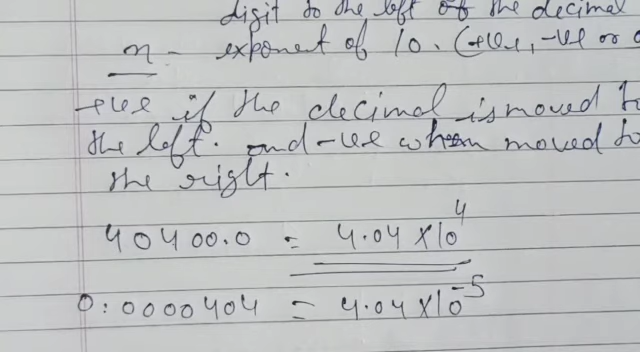 digit to the left of the decimal
n - exponent of 10. (+ve, -ve or
+ve if the decimal is moved to
the left. and -ve when moved to
the right.
40400.0 = 4.04 x 10^4
0.0000404 = 4.04 x 10^-5